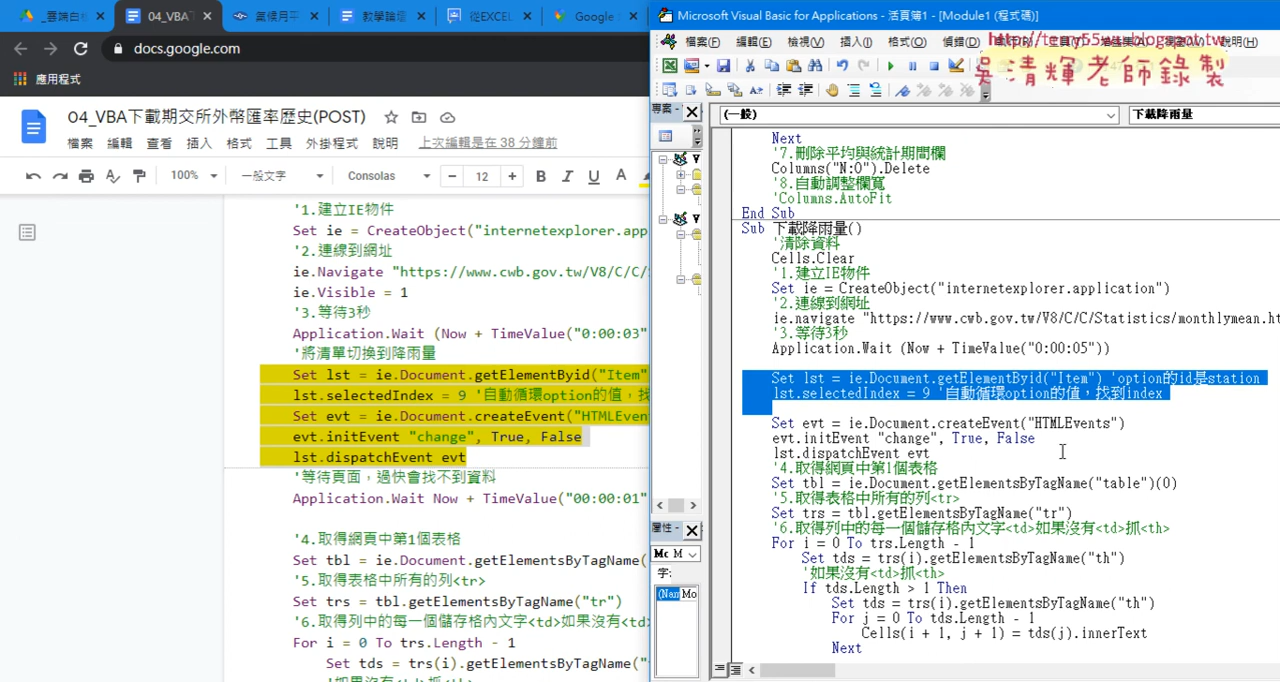 _雲端白板
04_VBA
氣候月平
教學論壇
從EXCEL
Google
docs.google.com
應用程式
04_VBA下載期交所外幣匯率歷史(POST)
檔案 編輯 查看 插入 格式 工具 外掛程式 說明 上次編輯是在 38 分鐘前
100% 一般文字 Consolas 12 B I U A
'1.建立IE物件
Set ie = CreateObject("internetexplorer.app
'2.連線到網址
ie.Navigate "https://www.cwb.gov.tw/V8/C/C/
ie.Visible = 1
'3.等待3秒
Application.Wait (Now + TimeValue("0:00:03"
'將清單切換到降雨量
Set lst = ie.Document.getElementByid("Item"
lst.selectedIndex = 9 '自動循環option的值，找
Set evt = ie.Document.createEvent("HTMLEven
evt.initEvent "change", True, False
lst.dispatchEvent evt
'等待頁面，過快會找不到資料
Application.Wait Now + TimeValue("00:00:01"
'4.取得網頁中第1個表格
Set tbl = ie.Document.getElementsByTagName(
'5.取得表格中所有的列<tr>
Set trs = tbl.getElementsByTagName("tr")
'6.取得列中的每一個儲存格內文字<td>如果沒有<td>
For i = 0 To trs.Length - 1
Set tds = trs(i).getElementsByTagName("
'如果沒有<td>抓<th>
Microsoft Visual Basic for Applications - 活頁簿1 - [Module1 (程式碼)]
檔案(F) 編輯(E) 檢視(V) 插入(I) 格式(O) 偵錯(D) 說明(H)
吳清輝老師錄製
專案 -
(一般) 下載降雨量
Next
'7.刪除平均與統計期間欄
Columns("N:O").Delete
'8.自動調整欄寬
'Columns.AutoFit
End Sub
Sub 下載降雨量()
'清除資料
Cells.Clear
'1.建立IE物件
Set ie = CreateObject("internetexplorer.application")
'2.連線到網址
ie.navigate "https://www.cwb.gov.tw/V8/C/C/Statistics/monthlymean.ht
'3.等待3秒
Application.Wait (Now + TimeValue("0:00:05"))
Set lst = ie.Document.getElementByid("Item") 'option的id是station
lst.selectedIndex = 9 '自動循環option的值，找到index
Set evt = ie.Document.createEvent("HTMLEvents")
evt.initEvent "change", True, False
lst.dispatchEvent evt
'4.取得網頁中第1個表格
Set tbl = ie.Document.getElementsByTagName("table")(0)
'5.取得表格中所有的列<tr>
Set trs = tbl.getElementsByTagName("tr")
'6.取得列中的每一個儲存格內文字<td>如果沒有<td>抓<th>
For i = 0 To trs.Length - 1
Set tds = trs(i).getElementsByTagName("th")
'如果沒有<td>抓<th>
If tds.Length > 1 Then
Set tds = trs(i).getElementsByTagName("th")
For j = 0 To tds.Length - 1
Cells(i + 1, j + 1) = tds(j).innerText
Next
屬性 -
Mc M
字:
(Nam Mo